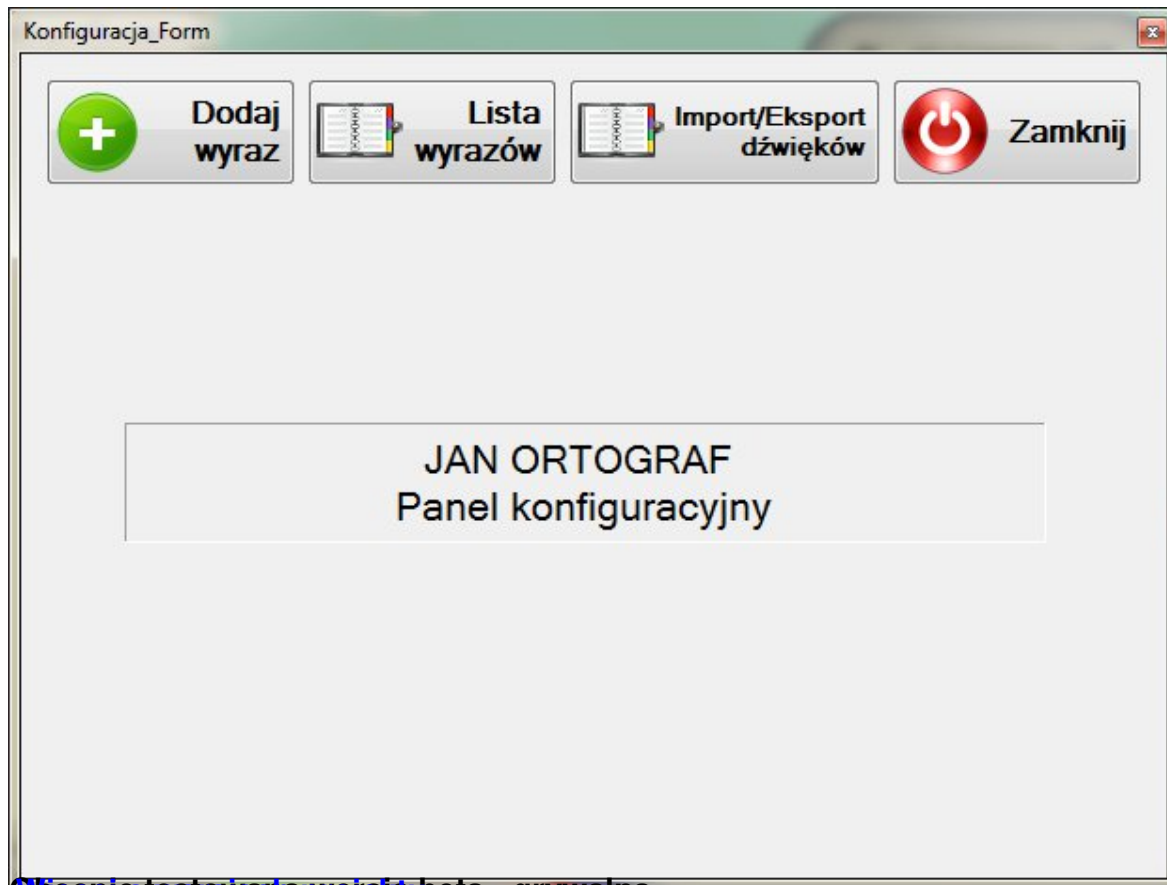 Konfiguracja_Form
Dodaj
wyraz
Lista
wyrazów
Import/Eksport
dźwięków
Zamknij
JAN ORTOGRAF
Panel konfiguracyjny